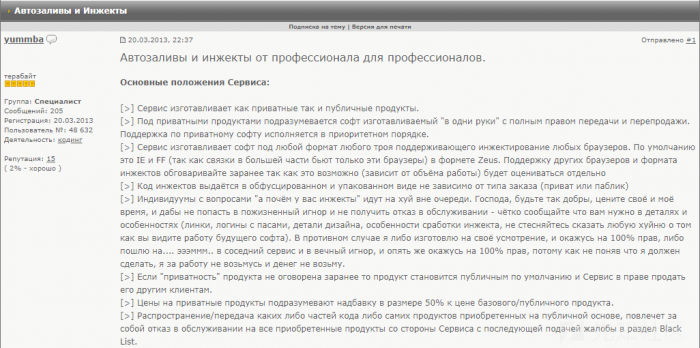 Автозаливы и Инжекты
Подписка на тему | Версия для печати
yummba
20.03.2013, 22:37
Отправлено #1
терабайт
Группа: Специалист
Сообщений: 205
Регистрация: 20.03.2013
Пользователь №: 48 632
Деятельность: кодинг
Репутация: 15
( 2% - хорошо )
Автозаливы и инжекты от профессионала для профессионалов.
Основные положения Сервиса:
[>] Сервис изготавливает как приватные так и публичные продукты.
[>] Под приватными продуктами подразумевается софт изготавливаемый "в одни руки" с полным правом передачи и перепродажи.
Поддержка по приватному софту исполняется в приоритетном порядке.
[>] Сервис изготавливает софт под любой формат любого троя поддерживающего инжектирование любых браузеров. По умолчанию
это IE и FF (так как связки в большей части бьют только эти браузеры) в формете Zeus. Поддержку других браузеров и формата
инжектов обговаривайте заранее так как это возможно (зависит от объёма работы) будет оцениваться отдельно
[>] Код инжектов выдаётся в обфусцированном и упакованном виде не зависимо от типа заказа (приват или паблик)
[>] Индивидуумы с вопросами "а почём у вас инжекты" идут на хуй вне очереди. Господа, будьте так добры, цените своё и моё
время, и дабы не попасть в пожизненный игнор и не получить отказ в обслуживании - чётко сообщайте что вам нужно в деталях и
особенностях (линки, логины с пасами, детали дизайна, особенности сработки инжекта, не стесняйтесь сказать любую хуйню о том
как вы видите работу будущего софта). В противном случае я либо изготовлю на своё усмотрение, и окажусь на 100% прав, либо
пошлю на.... эээммм.. в соседний сервис и в вечный игнор, и опять же окажусь на 100% прав, потому как не поняв что я должен
сделать, я за работу не возьмусь и денег не возьму.
[>] Если "приватность" продукта не оговорена заранее то продукт становится публичным по умолчанию и Сервис в праве продать
его другим клиентам.
[>] Цены на приватные продукты подразумевают надбавку в размере 50% к цене базового/публичного продукта.
[>] Распространение/передача каких либо частей кода либо самих продуктов приобретенных на публичной основе, повлечет за
собой отказ в обслуживании на все приобретенные продукты со стороны Сервиса с последующей подачей жалобы в раздел Black
List.